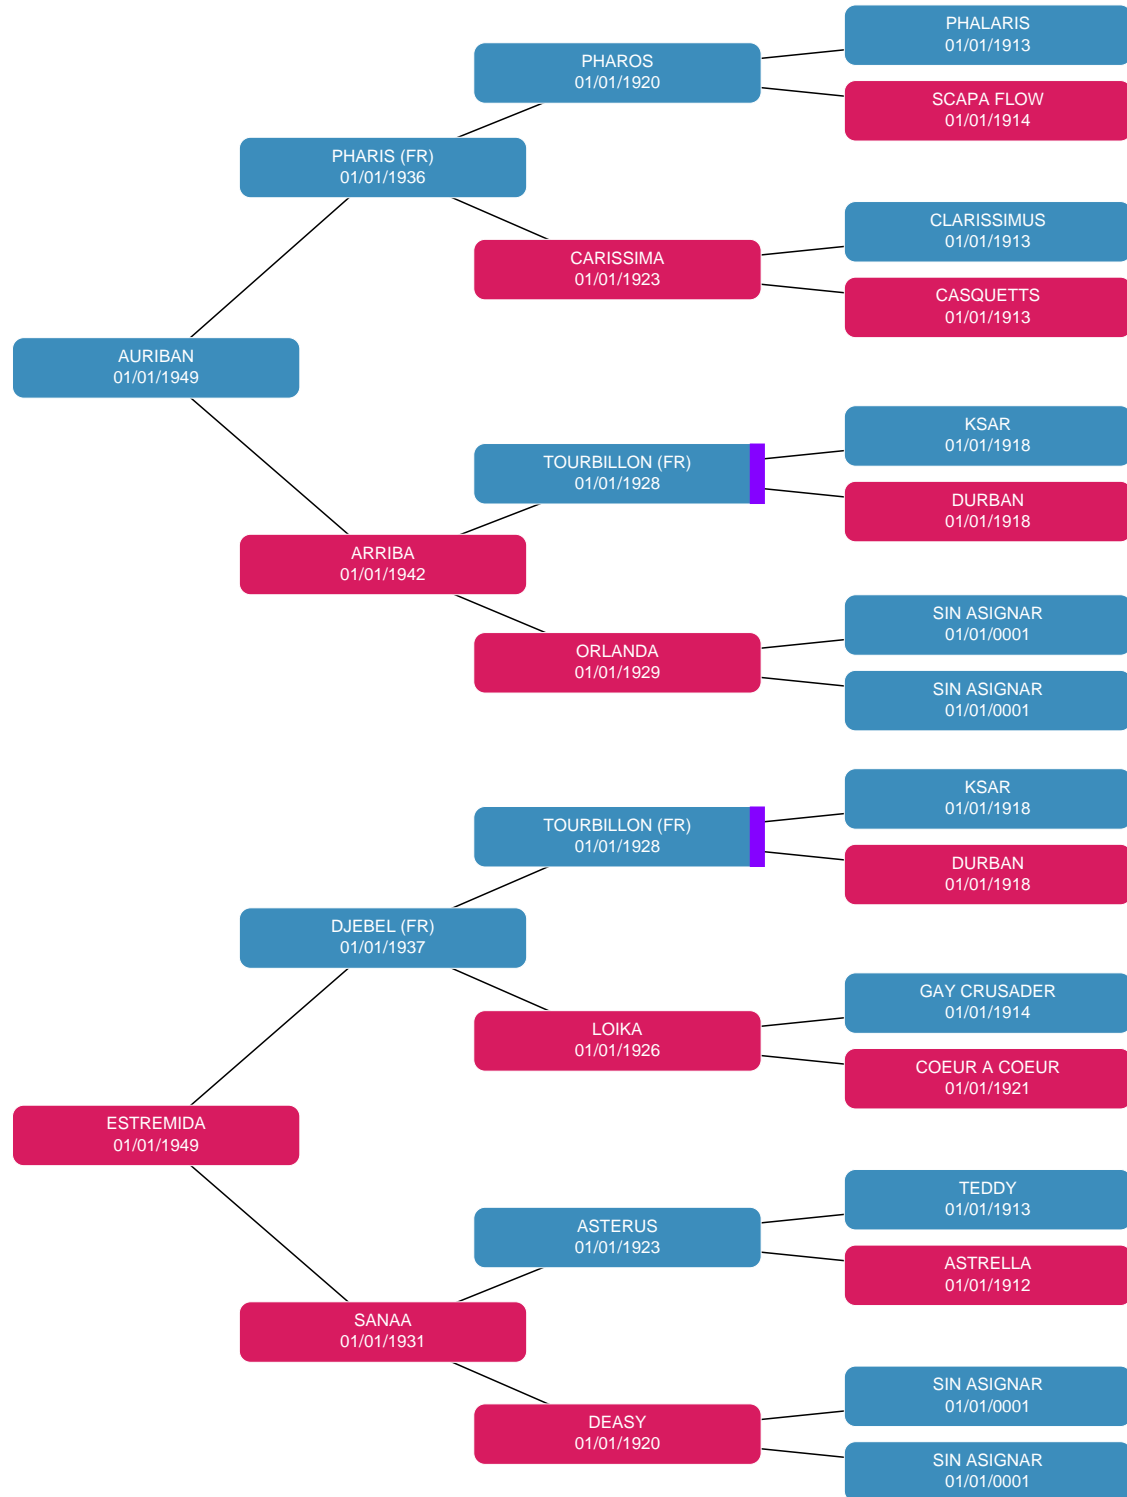 PHALARIS
01/01/1913
PHAROS
01/01/1920
SCAPA FLOW
01/01/1914
PHARIS (FR)
01/01/1936
CLARISSIMUS
01/01/1913
CARISSIMA
01/01/1923
CASQUETTS
01/01/1913
AURIBAN
01/01/1949
KSAR
01/01/1918
TOURBILLON (FR)
01/01/1928
DURBAN
01/01/1918
ARRIBA
01/01/1942
SIN ASIGNAR
01/01/0001
ORLANDA
01/01/1929
SIN ASIGNAR
01/01/0001
KSAR
01/01/1918
TOURBILLON (FR)
01/01/1928
DURBAN
01/01/1918
DJEBEL (FR)
01/01/1937
GAY CRUSADER
01/01/1914
LOIKA
01/01/1926
COEUR A COEUR
01/01/1921
ESTREMIDA
01/01/1949
TEDDY
01/01/1913
ASTERUS
01/01/1923
ASTRELLA
01/01/1912
SANAA
01/01/1931
SIN ASIGNAR
01/01/0001
DEASY
01/01/1920
SIN ASIGNAR
01/01/0001